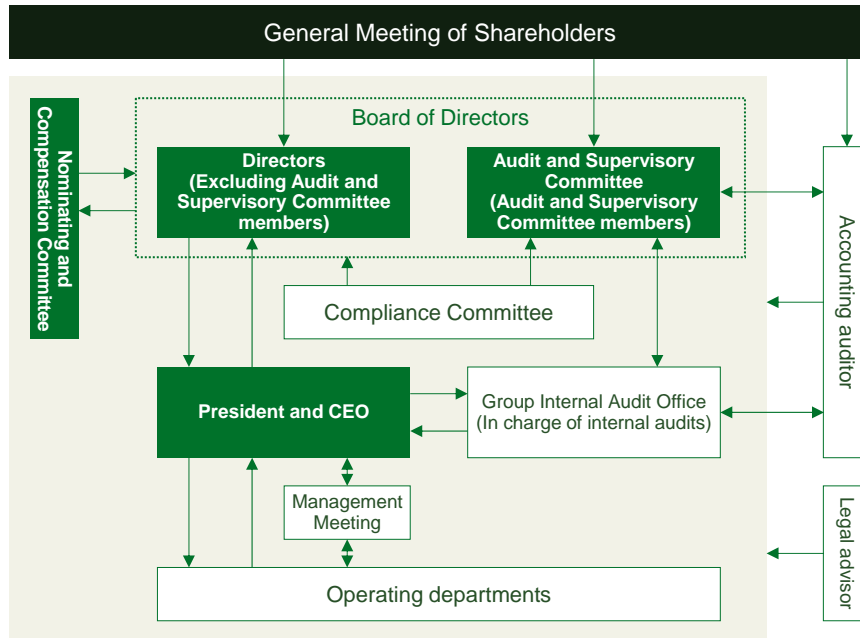 General Meeting of Shareholders
Board of Directors
Nominating and
Compensation Committee
Directors
(Excluding Audit and
Supervisory Committee
members)
Audit and Supervisory
Committee
(Audit and Supervisory
Committee members)
Accounting auditor
Compliance Committee
President and CEO
Group Internal Audit Office
(In charge of internal audits)
Management
Meeting
Legal advisor
Operating departments